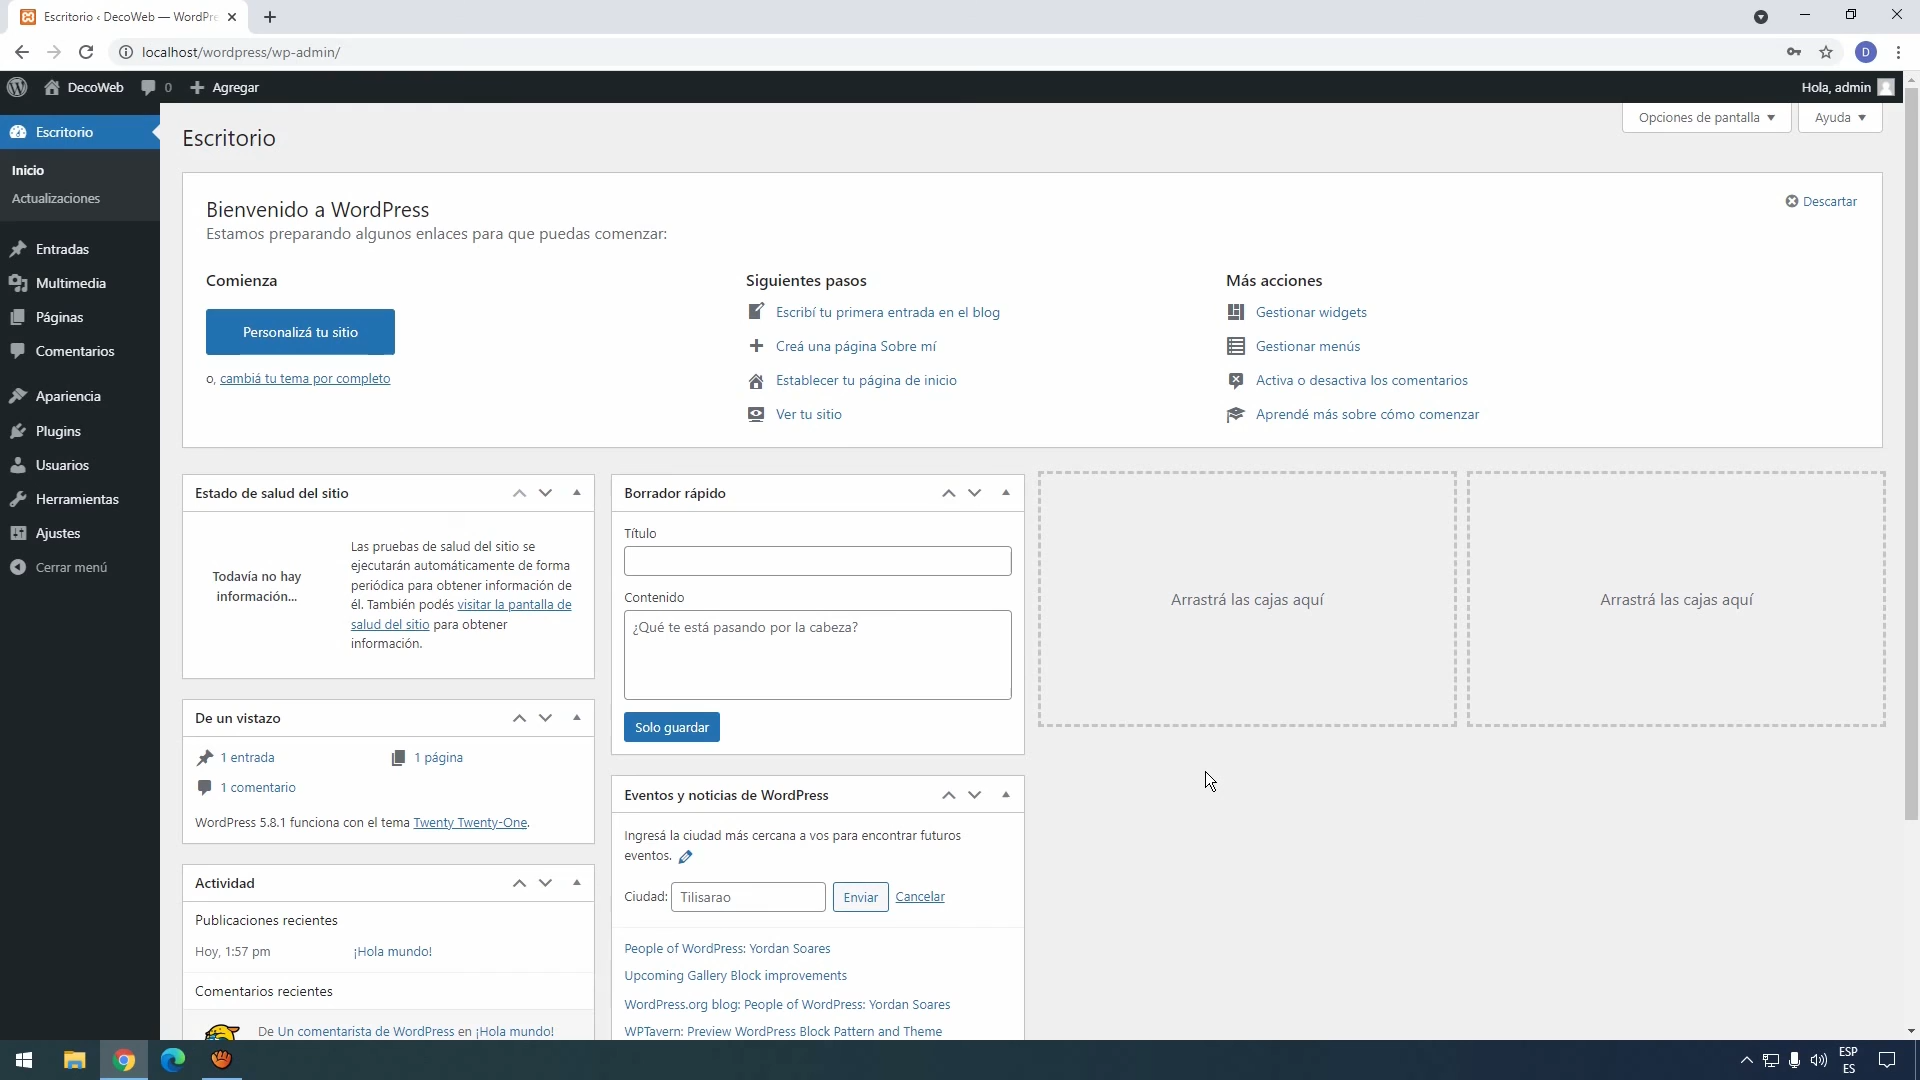 Escritorio ‹ DecoWeb — WordPre
localhost/wordpress/wp-admin/
D
DecoWeb
0
Agregar
Hola, admin
Escritorio
Inicio
Actualizaciones
Entradas
Multimedia
Páginas
Comentarios
Apariencia
Plugins
Usuarios
Herramientas
Ajustes
Cerrar menú
Escritorio
Opciones de pantalla
Ayuda
Bienvenido a WordPress
Estamos preparando algunos enlaces para que puedas comenzar:
Descartar
Comienza
Personalizá tu sitio
o, cambiá tu tema por completo
Siguientes pasos
Escribí tu primera entrada en el blog
Creá una página Sobre mí
Establecer tu página de inicio
Ver tu sitio
Más acciones
Gestionar widgets
Gestionar menús
Activa o desactiva los comentarios
Aprendé más sobre cómo comenzar
Estado de salud del sitio
Todavía no hay
información...
Las pruebas de salud del sitio se
ejecutarán automáticamente de forma
periódica para obtener información de
él. También podés visitar la pantalla de
salud del sitio para obtener
información.
De un vistazo
1 entrada
1 página
1 comentario
WordPress 5.8.1 funciona con el tema Twenty Twenty-One.
Actividad
Publicaciones recientes
Hoy, 1:57 pm
¡Hola mundo!
Comentarios recientes
De Un comentarista de WordPress en ¡Hola mundo!
Borrador rápido
Título
Contenido
¿Qué te está pasando por la cabeza?
Solo guardar
Eventos y noticias de WordPress
Ingresá la ciudad más cercana a vos para encontrar futuros
eventos.
Ciudad:
Tilisarao
Enviar
Cancelar
People of WordPress: Yordan Soares
Upcoming Gallery Block improvements
WordPress.org blog: People of WordPress: Yordan Soares
WPTavern: Preview WordPress Block Pattern and Theme
Arrastrá las cajas aquí
Arrastrá las cajas aquí
ESP
ES